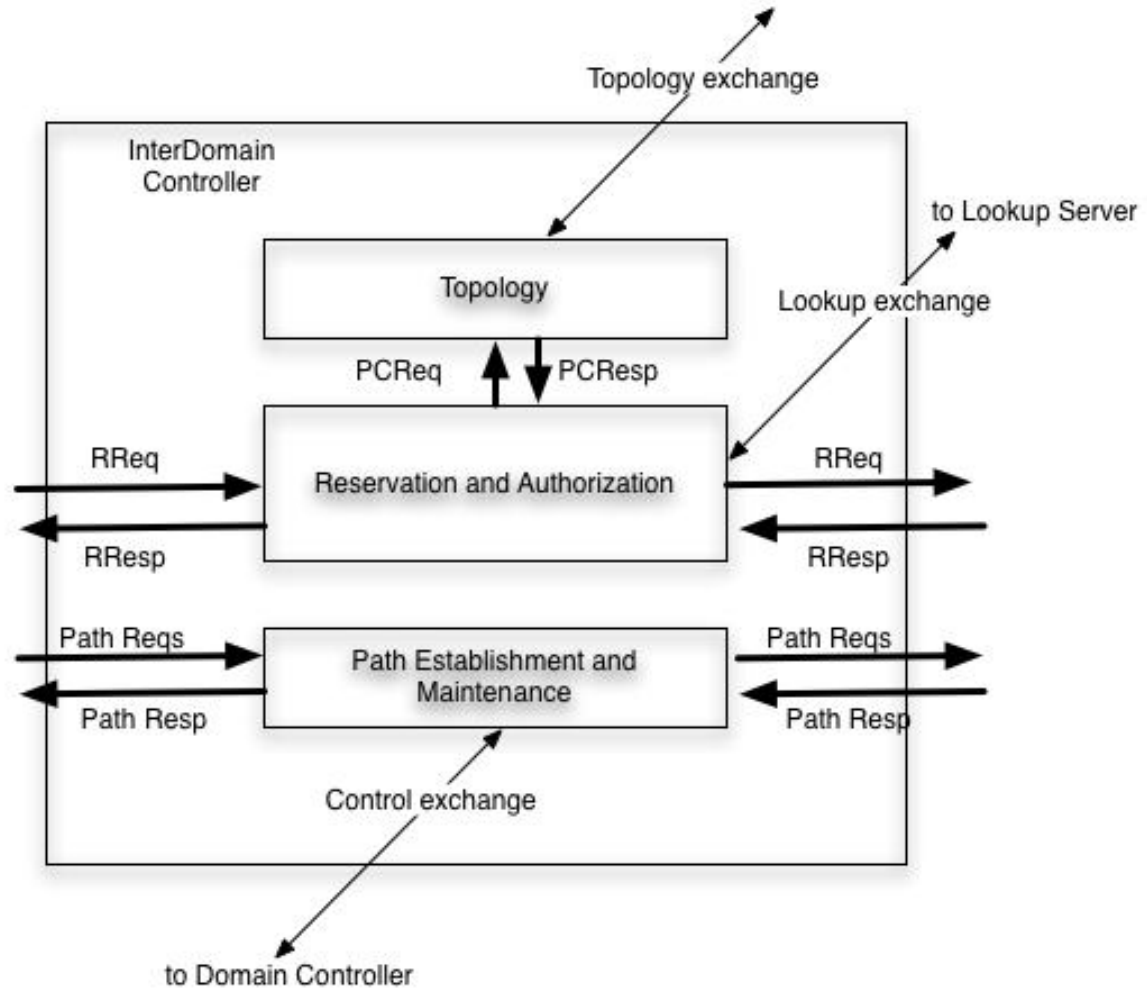 Topology exchange
InterDomain
Controller
to Lookup Server
Topology
Lookup exchange
PCReq
PCResp
RReq
Reservation and Authorization
RReq
RResp
RResp
Path Reqs
Path Establishment and
Maintenance
Path Reqs
Path Resp
Path Resp
Control exchange
to Domain Controller